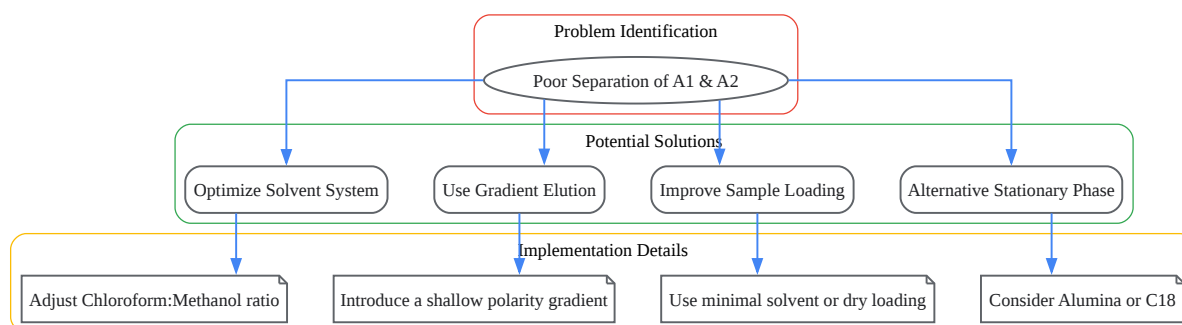 Problem Identification
Poor Separation of A1 & A2
Potential Solutions
Optimize Solvent System
Use Gradient Elution
Improve Sample Loading
Alternative Stationary Phase
Implementation Details
Adjust Chloroform:Methanol ratio
Introduce a shallow polarity gradient
Use minimal solvent or dry loading
Consider Alumina or C18